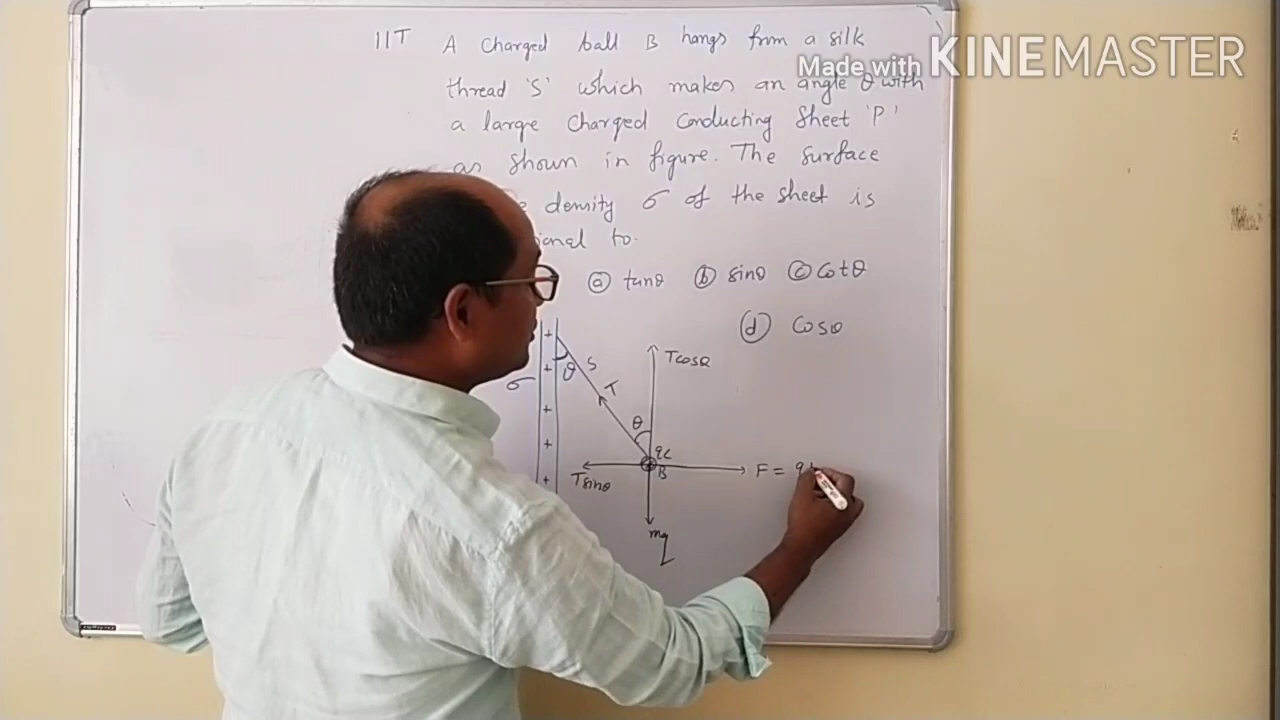 Made with KINEMASTER
IIT A charged ball B hangs from a silk
thread 'S' which makes an angle θ with
a large charged conducting sheet 'P'
as shown in figure. The surface
density σ of the sheet is
to.
ⓐ tanθ ⓑ sinθ ⓒ cotθ
ⓓ cosθ
+
Tcosθ
θ S
+
σ
T
+
θ
+
B
F = q
+
Tsinθ
mg